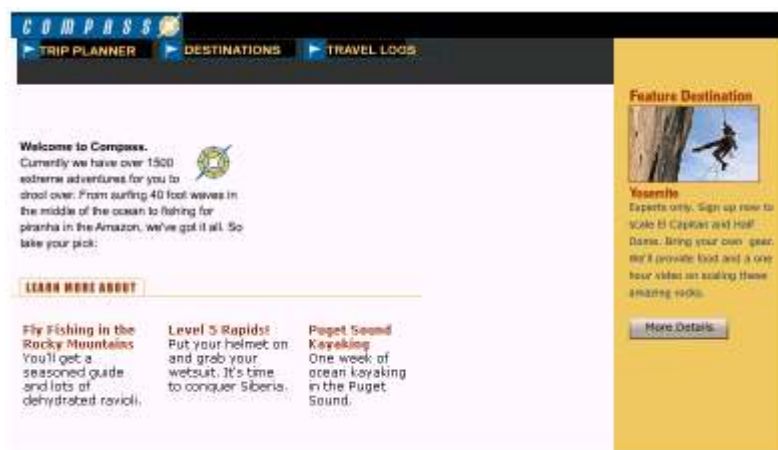 COMPASS
TRIP PLANNER
DESTINATIONS
TRAVEL LOGS
Welcome to Compass.
Currently we have over 1500
extreme adventures for you to
drool over. From surfing 40 foot waves in
the middle of the ocean to fishing for
piranha in the Amazon, we've got it all. So
take your pick:
LEARN MORE ABOUT
Fly Fishing in the
Rocky Mountains
You'll get a
seasoned guide
and lots of
dehydrated ravioli.
Level 5 Rapids!
Put your helmet on
and grab your
wetsuit. It's time
to conquer Siberia.
Puget Sound
Kayaking
One week of
ocean kayaking
in the Puget
Sound.
Feature Destination
Yosemite
Experts only. Sign up now to
scale El Capitan and Half
Dome. Bring your own gear.
We'll provide food and a one
hour video on scaling these
amazing rocks.
More Details